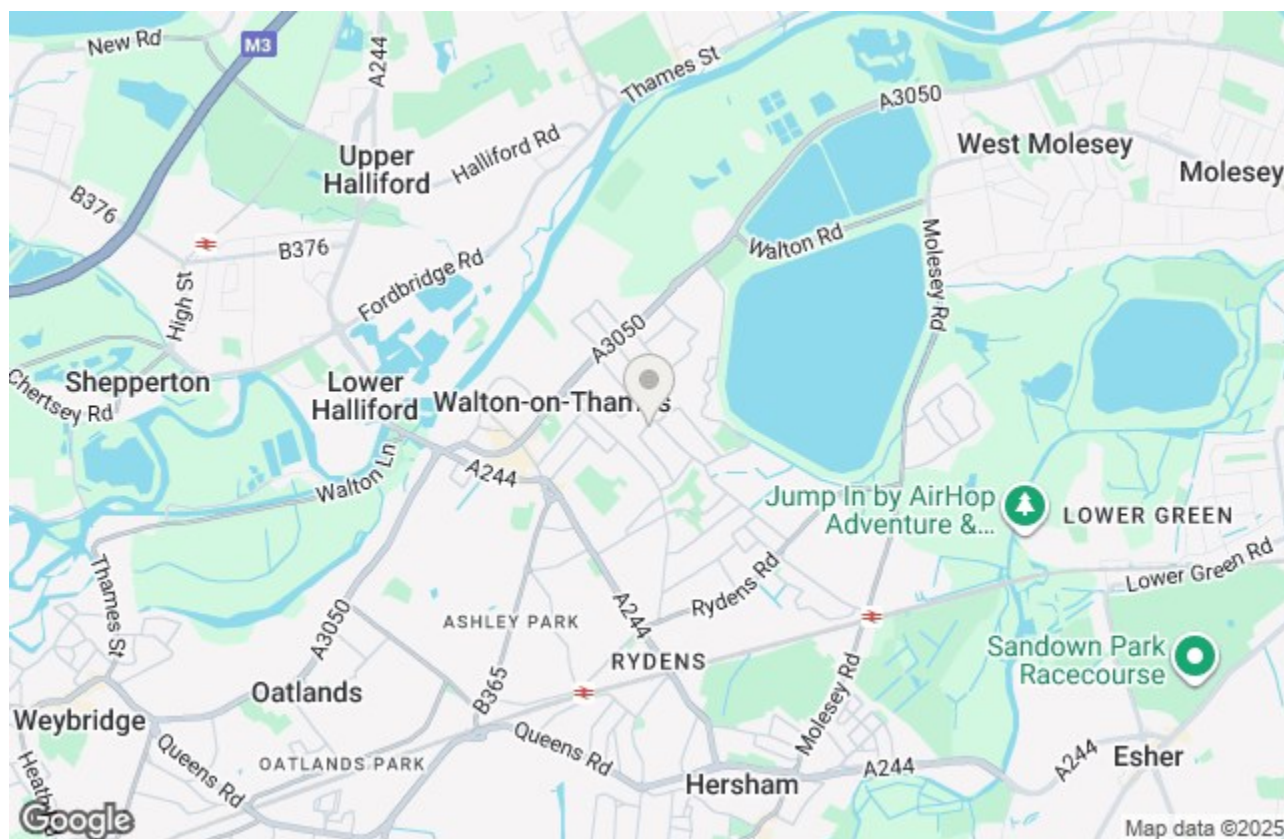 New Rd
M3
A244
Thames St
A3050
Upper
Halliford
Halliford Rd
West Molesey
Molesey
B376
B376
Walton Rd
Molesey Rd
High St
Fordbridge Rd
A3050
Chertsey Rd
Shepperton
Lower
Halliford
Walton-on-Thames
Walton Ln
A244
Jump In by AirHop
Adventure &...
LOWER GREEN
Thames St
Lower Green Rd
A3050
ASHLEY PARK
A244
Rydens Rd
RYDENS
Sandown Park
Racecourse
Oatlands
B365
Molesey Rd
Weybridge
Queens Rd
Queens Rd
OATLANDS PARK
Hersham
A244
A244
Esher
Google
Map data ©2025